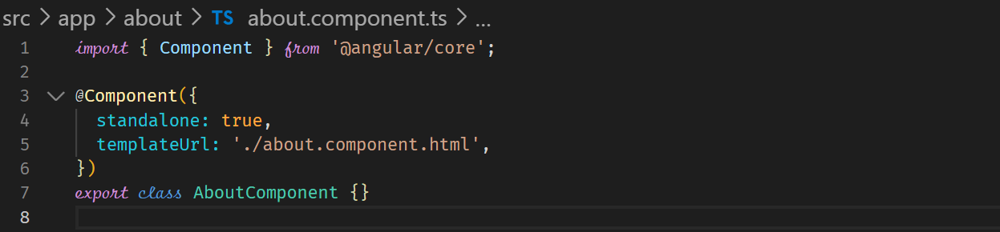 src > app > about > TS about.component.ts > ...
1 import { Component } from '@angular/core';
2
3 @Component({
4 standalone: true,
5 templateUrl: './about.component.html',
6 })
7 export class AboutComponent {}
8